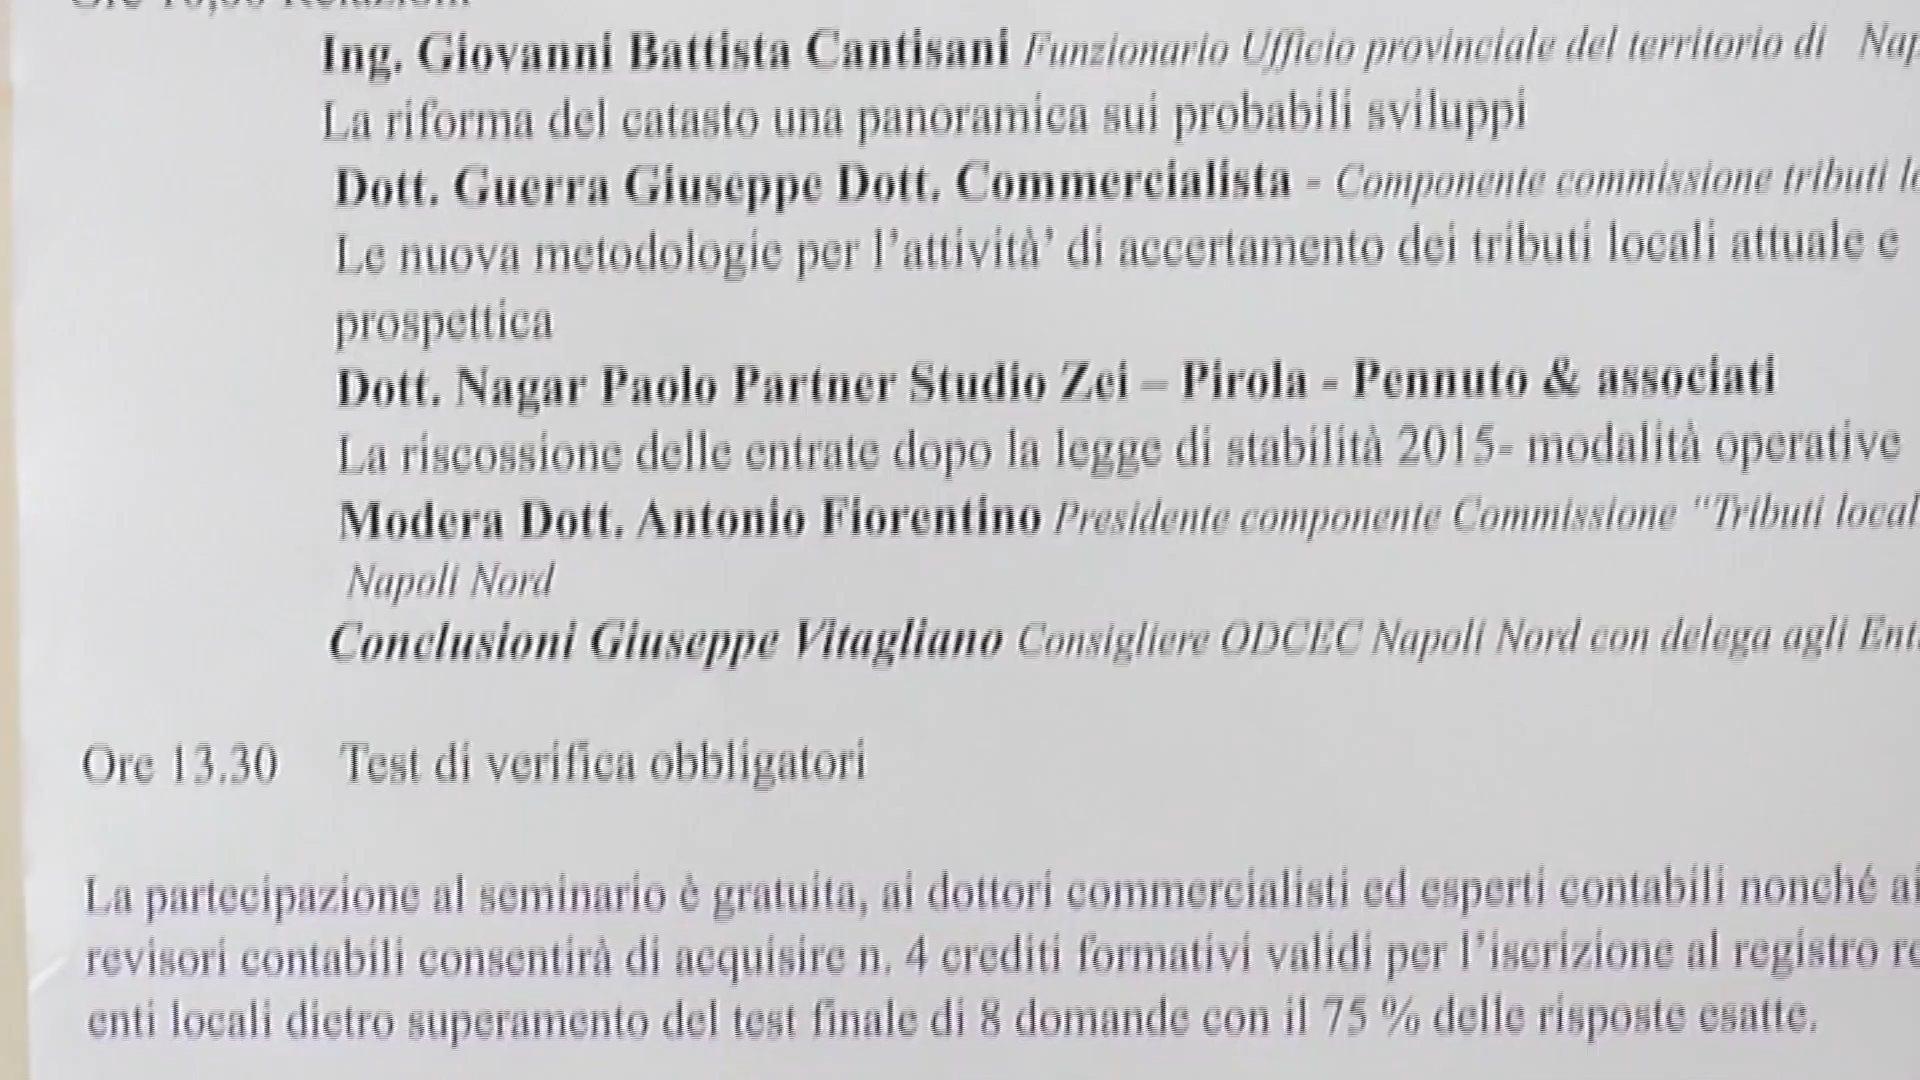 Ing. Giovanni Battista Cantisani Funzionario Ufficio provinciale del territorio di
La riforma del catasto una panoramica sui probabili sviluppi
Dott. Guerra Giuseppe Dott. Commercialista - Componente commissione tributi
Le nuova metodologie per l'attività' di accertamento dei tributi locali attuale e
prospettica
Dott. Nagar Paolo Partner Studio Zei – Pirola - Pennuto & associati
La riscossione delle entrate dopo la legge di stabilità 2015- modalità operative
Modera Dott. Antonio Fiorentino Presidente componente Commissione "Tributi
Napoli Nord
Conclusioni Giuseppe Vitagliano Consigliere ODCEC Napoli Nord con delega agli
Ore 13.30 Test di verifica obbligatori
La partecipazione al seminario è gratuita, ai dottori commercialisti ed esperti contabili nonché ai
revisori contabili consentirà di acquisire n. 4 crediti formativi validi per l'iscrizione al registro
enti locali dietro superamento del test finale di 8 domande con il 75 % delle risposte esatte.